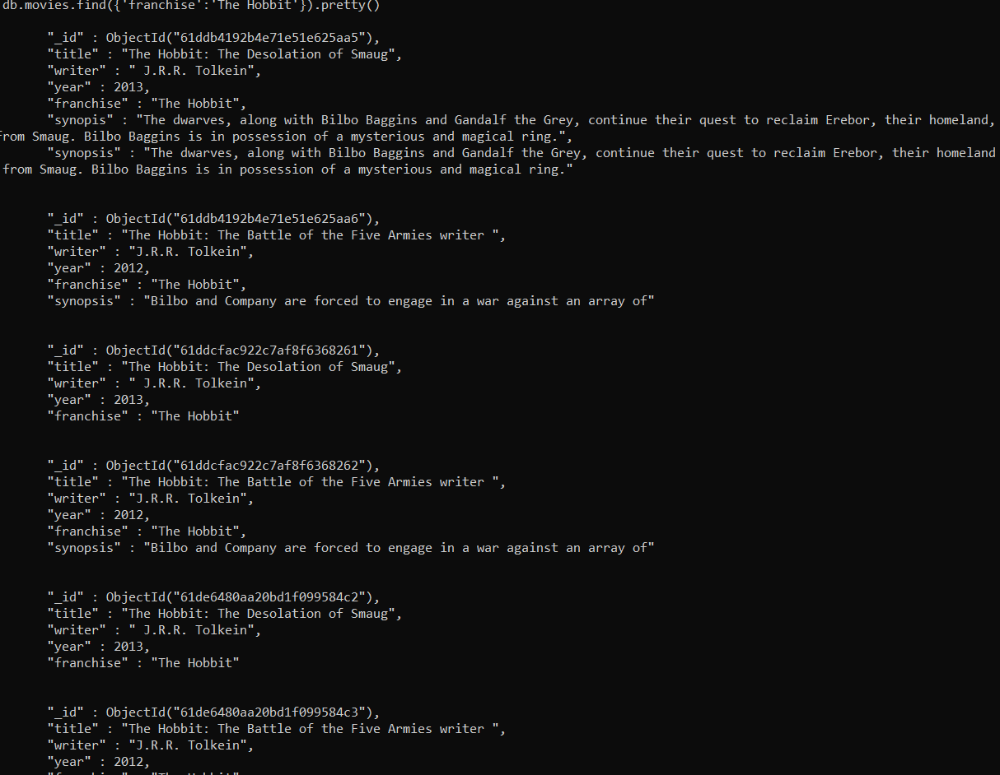 db.movies.find({'franchise':'The Hobbit'}).pretty()
"_id" : ObjectId("61ddb4192b4e71e51e625aa5"),
"title" : "The Hobbit: The Desolation of Smaug",
"writer" : " J.R.R. Tolkein",
"year" : 2013,
"franchise" : "The Hobbit",
"synopis" : "The dwarves, along with Bilbo Baggins and Gandalf the Grey, continue their quest to reclaim Erebor, their homeland,
from Smaug. Bilbo Baggins is in possession of a mysterious and magical ring.",
"synopsis" : "The dwarves, along with Bilbo Baggins and Gandalf the Grey, continue their quest to reclaim Erebor, their homeland
from Smaug. Bilbo Baggins is in possession of a mysterious and magical ring."
"_id" : ObjectId("61ddb4192b4e71e51e625aa6"),
"title" : "The Hobbit: The Battle of the Five Armies writer ",
"writer" : "J.R.R. Tolkein",
"year" : 2012,
"franchise" : "The Hobbit",
"synopsis" : "Bilbo and Company are forced to engage in a war against an array of"
"_id" : ObjectId("61ddcfac922c7af8f6368261"),
"title" : "The Hobbit: The Desolation of Smaug",
"writer" : " J.R.R. Tolkein",
"year" : 2013,
"franchise" : "The Hobbit"
"_id" : ObjectId("61ddcfac922c7af8f6368262"),
"title" : "The Hobbit: The Battle of the Five Armies writer ",
"writer" : "J.R.R. Tolkein",
"year" : 2012,
"franchise" : "The Hobbit",
"synopsis" : "Bilbo and Company are forced to engage in a war against an array of"
"_id" : ObjectId("61de6480aa20bd1f099584c2"),
"title" : "The Hobbit: The Desolation of Smaug",
"writer" : " J.R.R. Tolkein",
"year" : 2013,
"franchise" : "The Hobbit"
"_id" : ObjectId("61de6480aa20bd1f099584c3"),
"title" : "The Hobbit: The Battle of the Five Armies writer ",
"writer" : "J.R.R. Tolkein",
"year" : 2012,